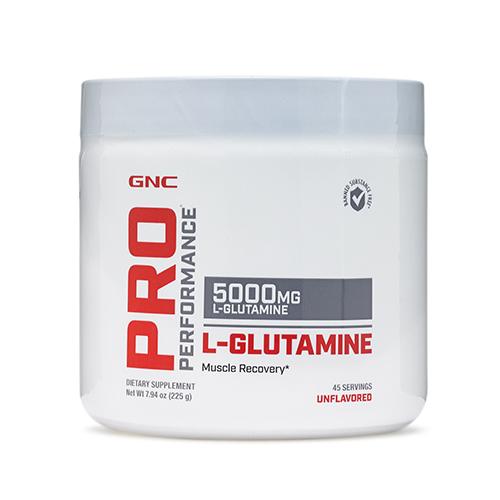 GNC
PRO
PERFORMANCE®
BANNED SUBSTANCE FREE
5000MG
L-GLUTAMINE
L-GLUTAMINE
Muscle Recovery*
DIETARY SUPPLEMENT
Net Wt 7.94 oz (225 g)
45 SERVINGS
UNFLAVORED